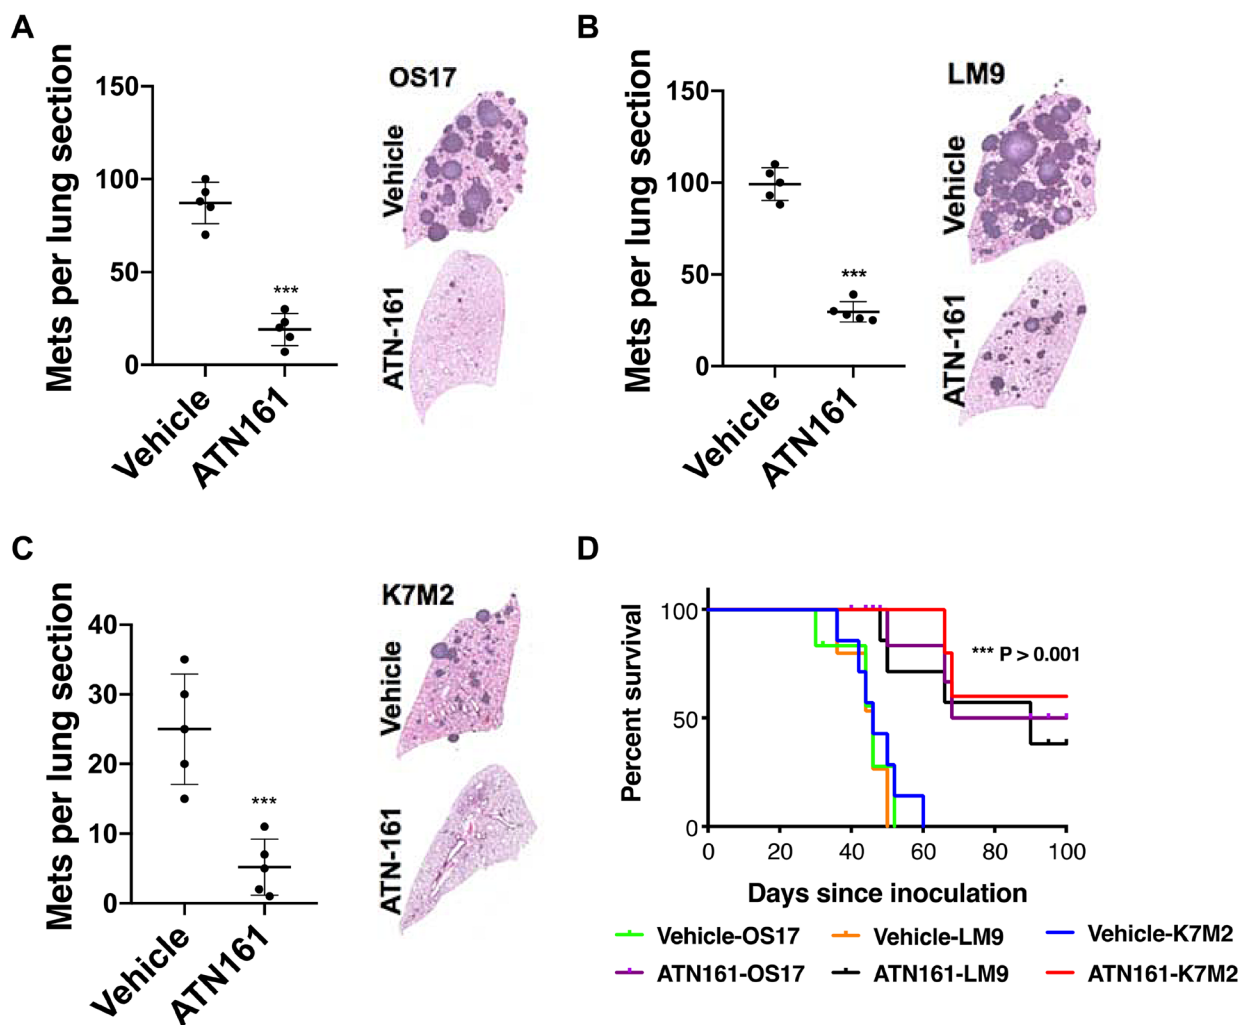 A
Mets per lung section
150
100
50
0
***
Vehicle
ATN161
OS17
Vehicle
ATN-161
B
Mets per lung section
150
100
50
0
***
Vehicle
ATN161
LM9
Vehicle
ATN-161
C
Mets per lung section
40
30
20
10
0
***
Vehicle
ATN161
K7M2
Vehicle
ATN-161
D
Percent survival
100
50
0
*** P > 0.001
0 20 40 60 80 100
Days since inoculation
Vehicle-OS17 Vehicle-LM9 Vehicle-K7M2
ATN161-OS17 ATN161-LM9 ATN161-K7M2